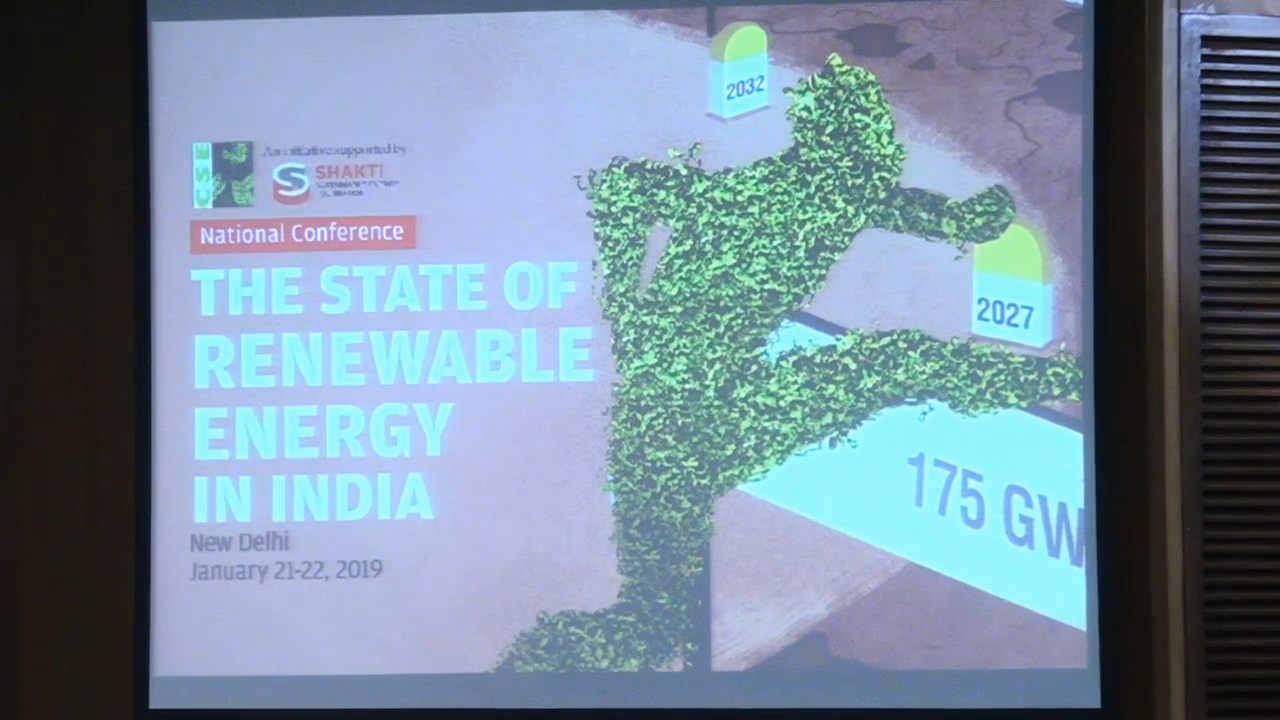 CSE
An initiative supported by
SHAKTI
National Conference
THE STATE OF
RENEWABLE
ENERGY
IN INDIA
New Delhi
January 21-22, 2019
2032
2027
175 GW